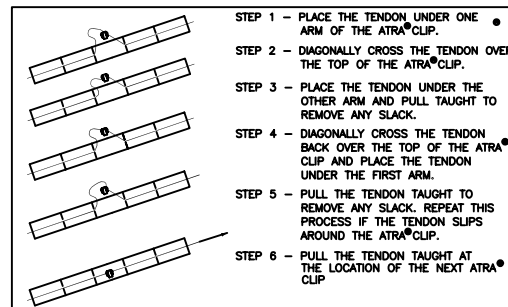 STEP 1 – PLACE THE TENDON UNDER ONE
ARM OF THE ATRA® CLIP.
STEP 2 – DIAGONALLY CROSS THE TENDON OVER
THE TOP OF THE ATRA® CLIP.
STEP 3 – PLACE THE TENDON UNDER THE
OTHER ARM AND PULL TAUGHT TO
REMOVE ANY SLACK.
STEP 4 – DIAGONALLY CROSS THE TENDON
BACK OVER THE TOP OF THE ATRA®
CLIP AND PLACE THE TENDON
UNDER THE FIRST ARM.
STEP 5 – PULL THE TENDON TAUGHT TO
REMOVE ANY SLACK. REPEAT THIS
PROCESS IF THE TENDON SLIPS
AROUND THE ATRA® CLIP.
STEP 6 – PULL THE TENDON TAUGHT AT
THE LOCATION OF THE NEXT ATRA®
CLIP